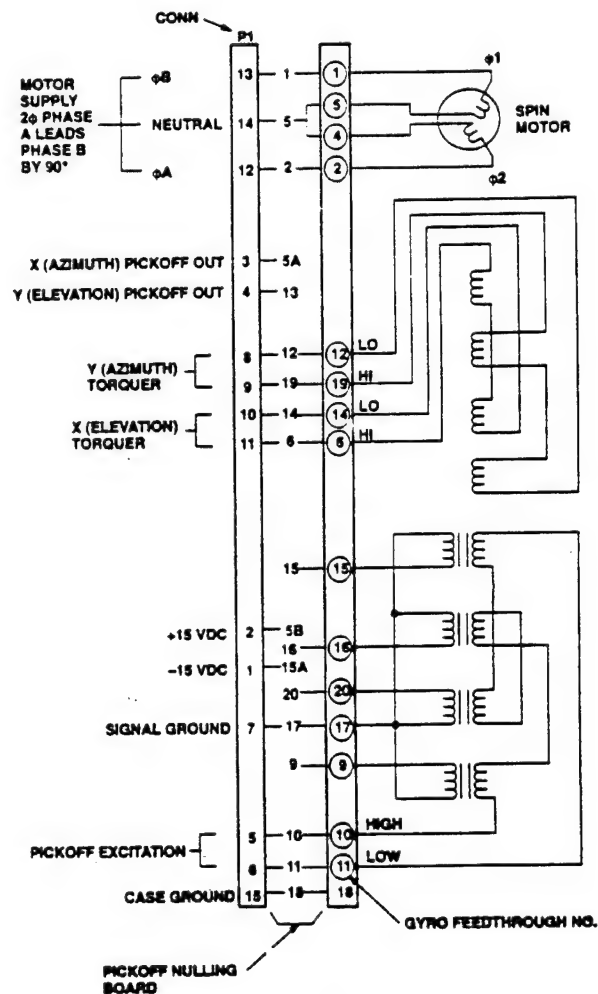 CONN
P1
MOTOR
SUPPLY
2φ PHASE
A LEADS
PHASE B
BY 90°
φB
NEUTRAL
φA
13 1 1
14 5 5
4
12 2 2
φ1
SPIN
MOTOR
φ2
X (AZIMUTH) PICKOFF OUT 3 5A
Y (ELEVATION) PICKOFF OUT 4 13
Y (AZIMUTH)
TORQUER
8 12 12 LO
9 19 19 HI
X (ELEVATION)
TORQUER
10 14 14 LO
11 6 6 HI
15 15
+15 VDC 2 5B
16 16
-15 VDC 1 15A
20 20
SIGNAL GROUND 7 17 17
9 9
PICKOFF EXCITATION
5 10 10 HIGH
6 11 11 LOW
CASE GROUND 15 18 18
GYRO FEEDTHROUGH NO.
PICKOFF NULLING
BOARD